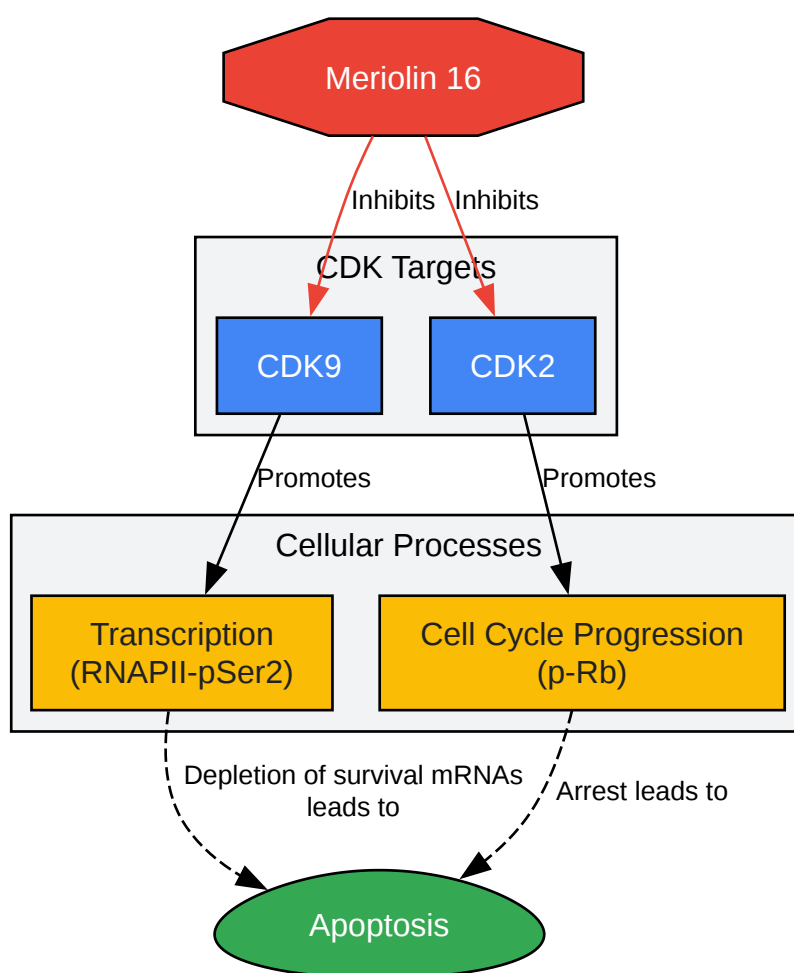 Meriolin 16
Inhibits
Inhibits
CDK Targets
CDK9
CDK2
Promotes
Promotes
Cellular Processes
Transcription
(RNAPII-pSer2)
Cell Cycle Progression
(p-Rb)
Depletion of survival mRNAs
leads to
Arrest leads to
Apoptosis